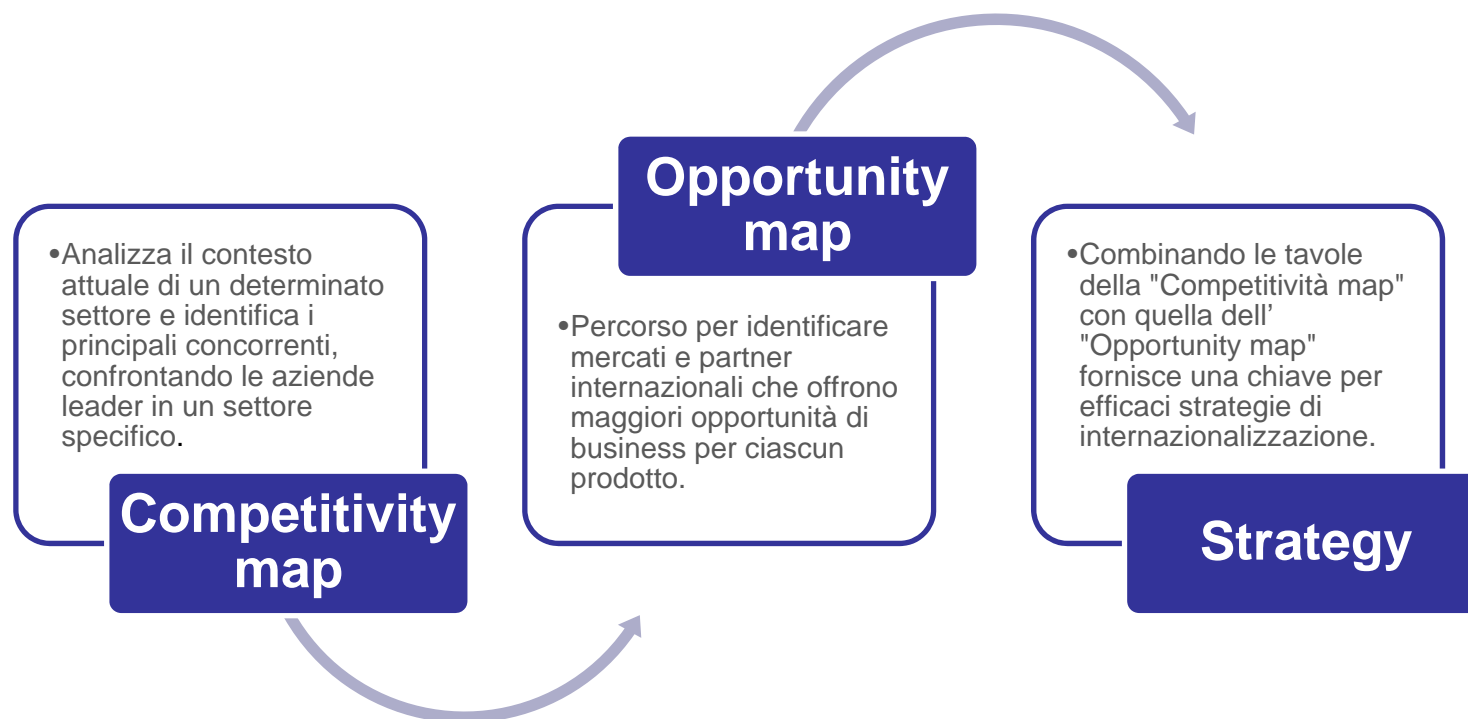 •Analizza il contesto
attuale di un determinato
settore e identifica i
principali concorrenti,
confrontando le aziende
leader in un settore
specifico.
Competitivity
map
Opportunity
map
•Percorso per identificare
mercati e partner
internazionali che offrono
maggiori opportunità di
business per ciascun
prodotto.
•Combinando le tavole
della "Competitività map"
con quella dell’
"Opportunity map"
fornisce una chiave per
efficaci strategie di
internazionalizzazione.
Strategy